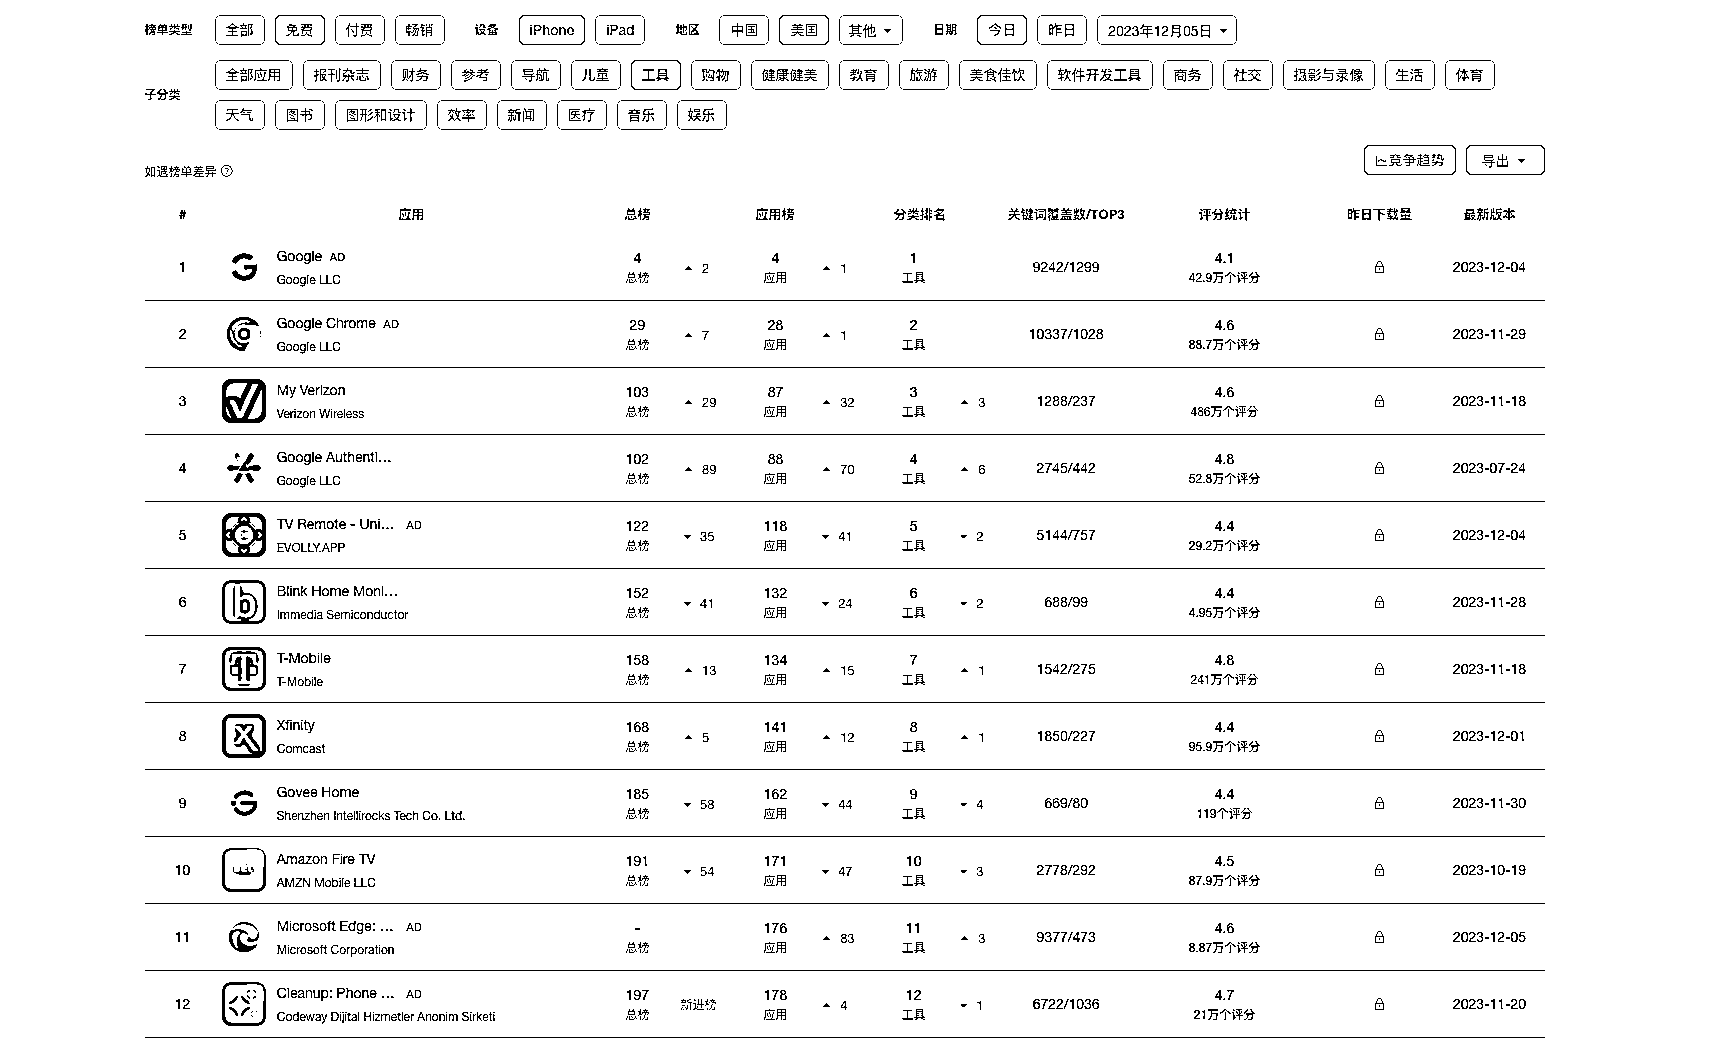 榜单类型 全部 免费 付费 畅销 设备 iPhone iPad 地区 中国 美国 其他 日期 今日 昨日 2023年12月05日
子分类 全部应用 报刊杂志 财务 参考 导航 儿童 工具 购物 健康健美 教育 旅游 美食佳饮 软件开发工具 商务 社交 摄影与录像 生活 体育
天气 图书 图形和设计 效率 新闻 医疗 音乐 娱乐
如遇榜单差异 ?
竞争趋势 导出
# 应用 总榜 应用榜 分类排名 关键词覆盖数/TOP3 评分统计 昨日下载量 最新版本
1 Google AD 4 2 4 1 1 9242/1299 4.1 2023-12-04
Google LLC 总榜 应用 工具 42.9万个评分
2 Google Chrome AD 29 7 28 1 2 10337/1028 4.6 2023-11-29
Google LLC 总榜 应用 工具 88.7万个评分
3 My Verizon 103 29 87 32 3 3 1288/237 4.6 2023-11-18
Verizon Wireless 总榜 应用 工具 486万个评分
4 Google Authenti... 102 89 88 70 4 6 2745/442 4.8 2023-07-24
Google LLC 总榜 应用 工具 52.8万个评分
5 TV Remote - Uni... AD 122 35 118 41 5 2 5144/757 4.4 2023-12-04
EVOLLY.APP 总榜 应用 工具 29.2万个评分
6 Blink Home Moni... 152 41 132 24 6 2 688/99 4.4 2023-11-28
Immedia Semiconductor 总榜 应用 工具 4.95万个评分
7 T-Mobile 158 13 134 15 7 1 1542/275 4.8 2023-11-18
T-Mobile 总榜 应用 工具 241万个评分
8 Xfinity 168 5 141 12 8 1 1850/227 4.4 2023-12-01
Comcast 总榜 应用 工具 95.9万个评分
9 Govee Home 185 58 162 44 9 4 669/80 4.4 2023-11-30
Shenzhen Intellirocks Tech Co. Ltd. 总榜 应用 工具 119个评分
10 Amazon Fire TV 191 54 171 47 10 3 2778/292 4.5 2023-10-19
AMZN Mobile LLC 总榜 应用 工具 87.9万个评分
11 Microsoft Edge: ... AD - 176 83 11 3 9377/473 4.6 2023-12-05
Microsoft Corporation 总榜 应用 工具 8.87万个评分
12 Cleanup: Phone ... AD 197 新进榜 178 4 12 1 6722/1036 4.7 2023-11-20
Codeway Dijital Hizmetler Anonim Sirketi 总榜 应用 工具 21万个评分